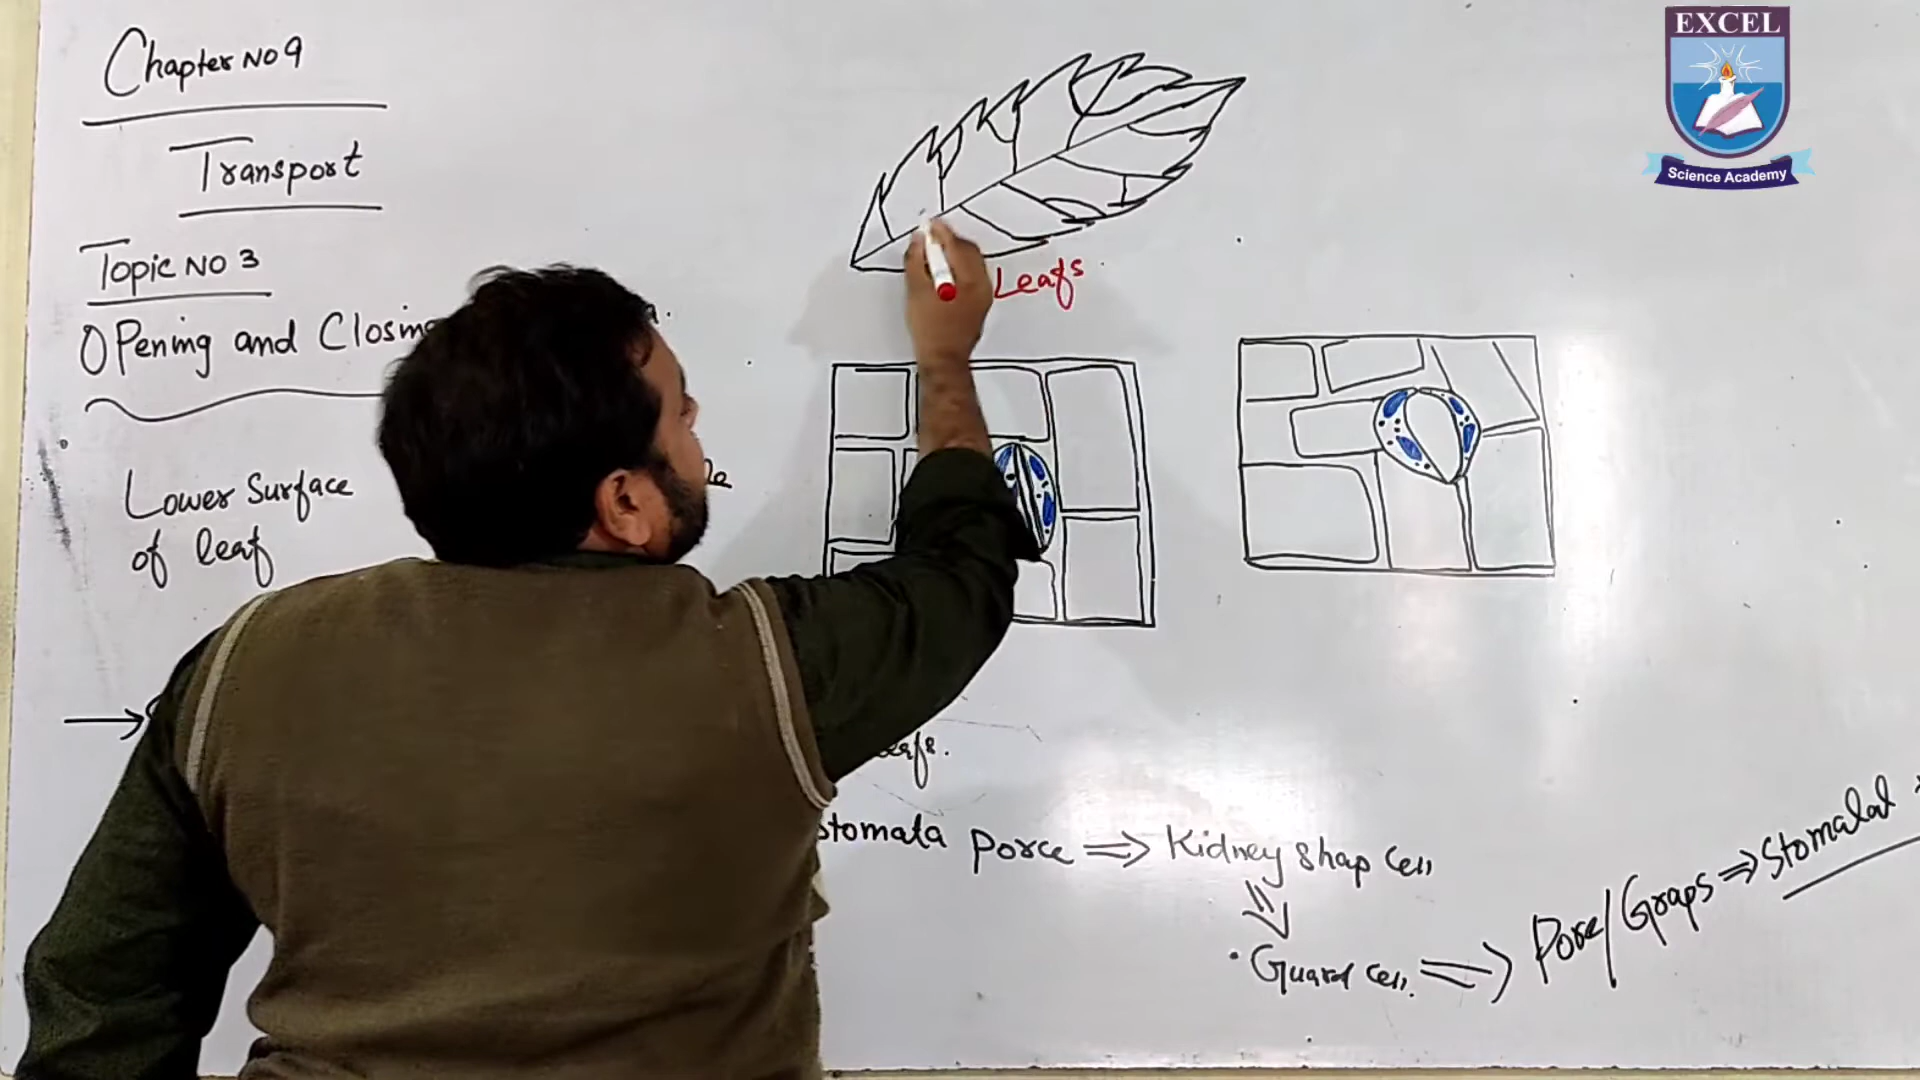 Chapter No 9
Transport
Topic No 3
Opening and Closing
Lower Surface
of leaf
Leafs
Stomata Porce ⇒ Kidney Shap Cell
Guard Cell ⇒ Pore/Graps ⇒ Stomatal
EXCEL
Science Academy